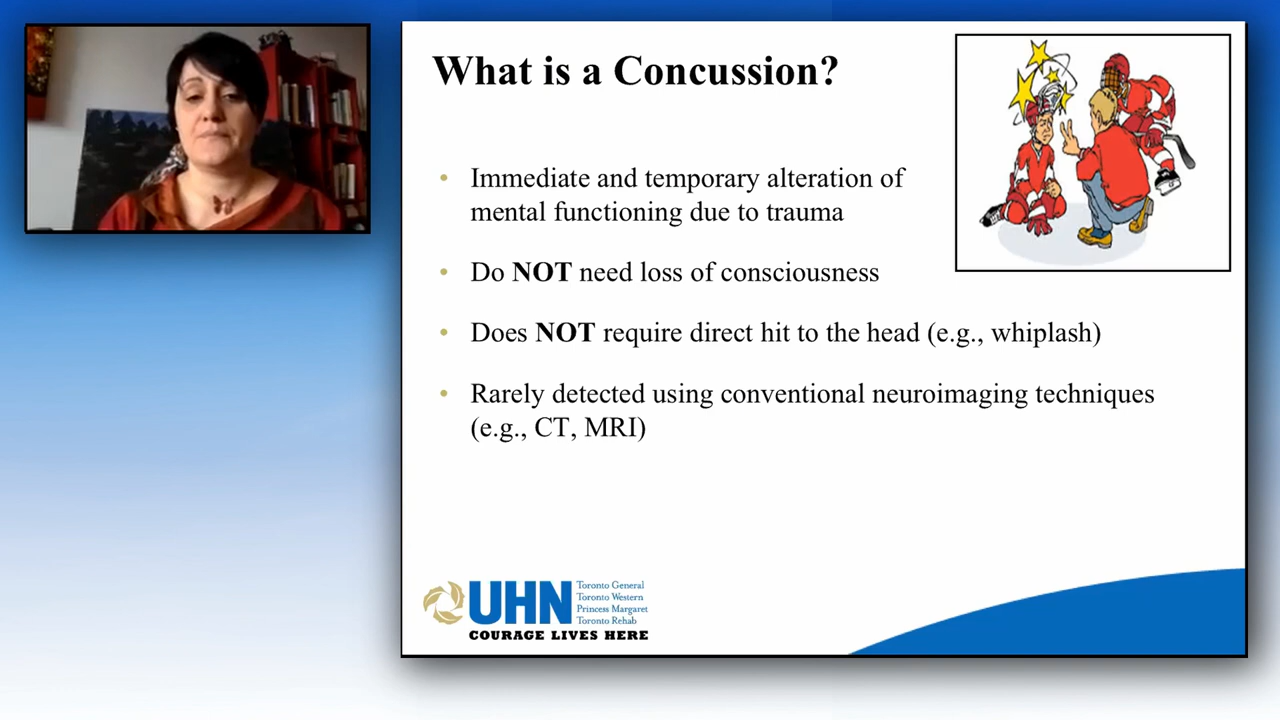 What is a Concussion?
• Immediate and temporary alteration of
mental functioning due to trauma
• Do NOT need loss of consciousness
• Does NOT require direct hit to the head (e.g., whiplash)
• Rarely detected using conventional neuroimaging techniques
(e.g., CT, MRI)
UHN
Toronto General
Toronto Western
Princess Margaret
Toronto Rehab
COURAGE LIVES HERE